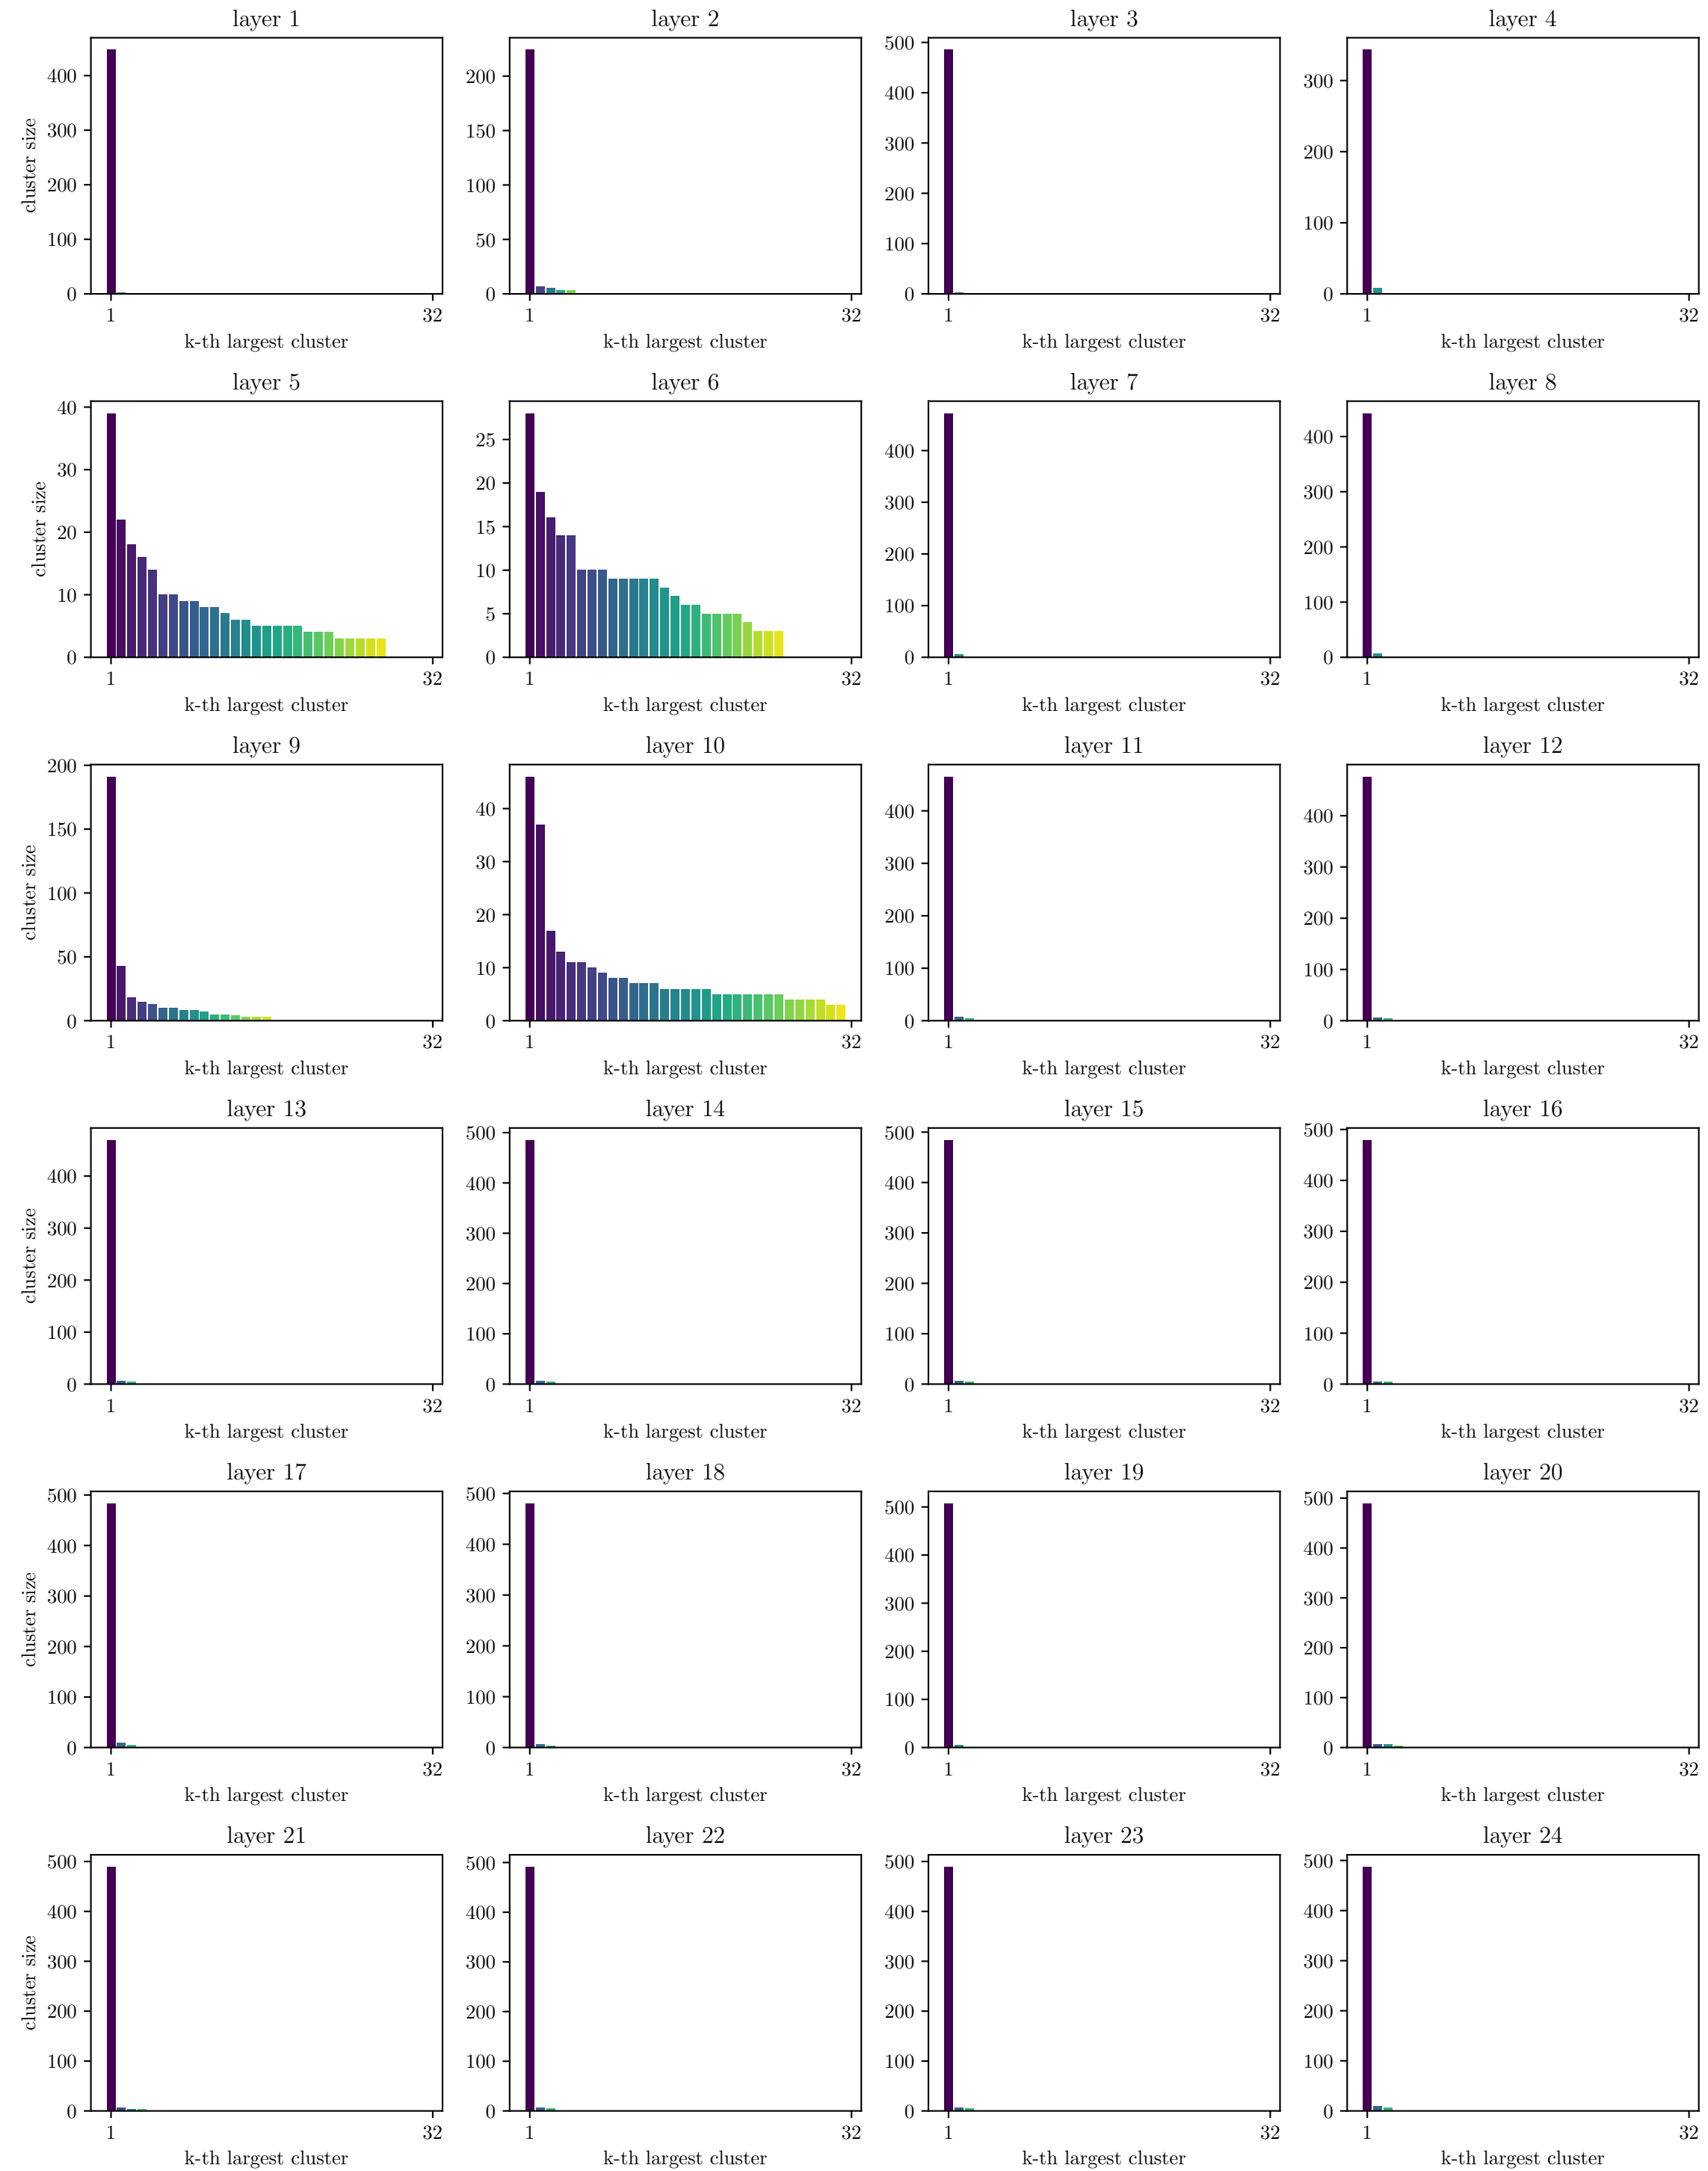 layer 1
400
300
200
100
0
cluster size
1 32
k-th largest cluster
layer 2
200
150
100
50
0
1 32
k-th largest cluster
layer 3
500
400
300
200
100
0
1 32
k-th largest cluster
layer 4
300
200
100
0
1 32
k-th largest cluster
layer 5
40
30
20
10
0
cluster size
1 32
k-th largest cluster
layer 6
25
20
15
10
5
0
1 32
k-th largest cluster
layer 7
400
300
200
100
0
1 32
k-th largest cluster
layer 8
400
300
200
100
0
1 32
k-th largest cluster
layer 9
200
150
100
50
0
cluster size
1 32
k-th largest cluster
layer 10
40
30
20
10
0
1 32
k-th largest cluster
layer 11
400
300
200
100
0
1 32
k-th largest cluster
layer 12
400
300
200
100
0
1 32
k-th largest cluster
layer 13
400
300
200
100
0
cluster size
1 32
k-th largest cluster
layer 14
500
400
300
200
100
0
1 32
k-th largest cluster
layer 15
500
400
300
200
100
0
1 32
k-th largest cluster
layer 16
500
400
300
200
100
0
1 32
k-th largest cluster
layer 17
500
400
300
200
100
0
cluster size
1 32
k-th largest cluster
layer 18
500
400
300
200
100
0
1 32
k-th largest cluster
layer 19
500
400
300
200
100
0
1 32
k-th largest cluster
layer 20
500
400
300
200
100
0
1 32
k-th largest cluster
layer 21
500
400
300
200
100
0
cluster size
1 32
k-th largest cluster
layer 22
500
400
300
200
100
0
1 32
k-th largest cluster
layer 23
500
400
300
200
100
0
1 32
k-th largest cluster
layer 24
500
400
300
200
100
0
1 32
k-th largest cluster